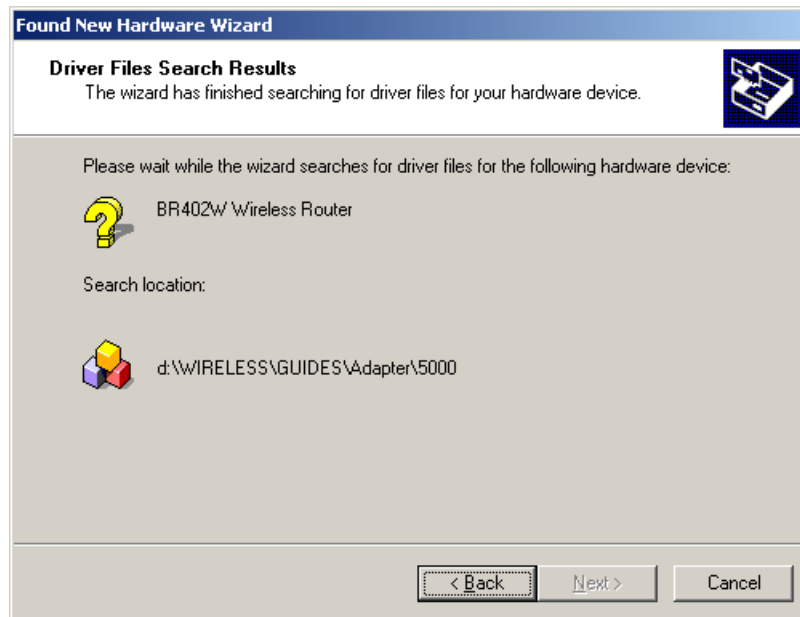 Found New Hardware Wizard
Driver Files Search Results
The wizard has finished searching for driver files for your hardware device.
Please wait while the wizard searches for driver files for the following hardware device:
BR402W Wireless Router
Search location:
d:\WIRELESS\GUIDES\Adapter\5000
< Back Next > Cancel